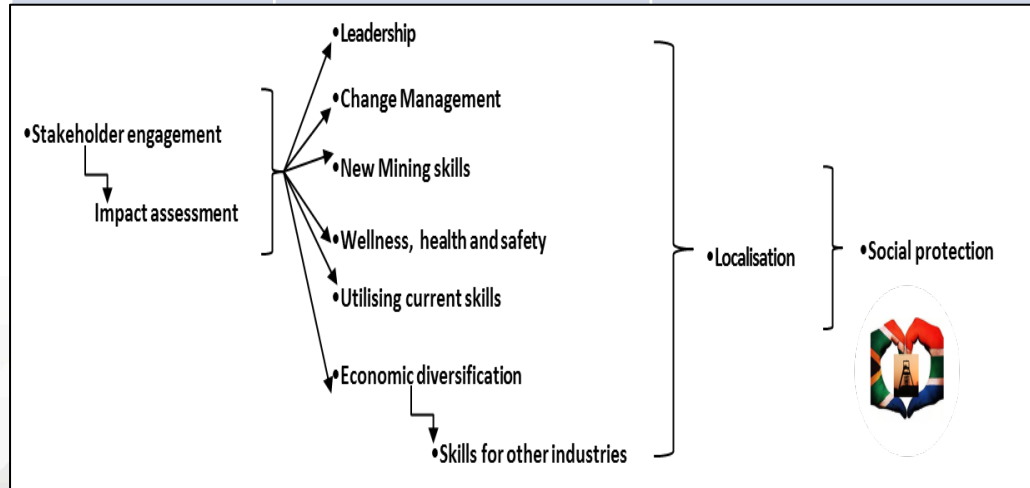 •Stakeholder engagement
Impact assessment
•Leadership
•Change Management
•New Mining skills
•Wellness, health and safety
•Utilising current skills
•Economic diversification
•Skills for other industries
•Localisation
•Social protection